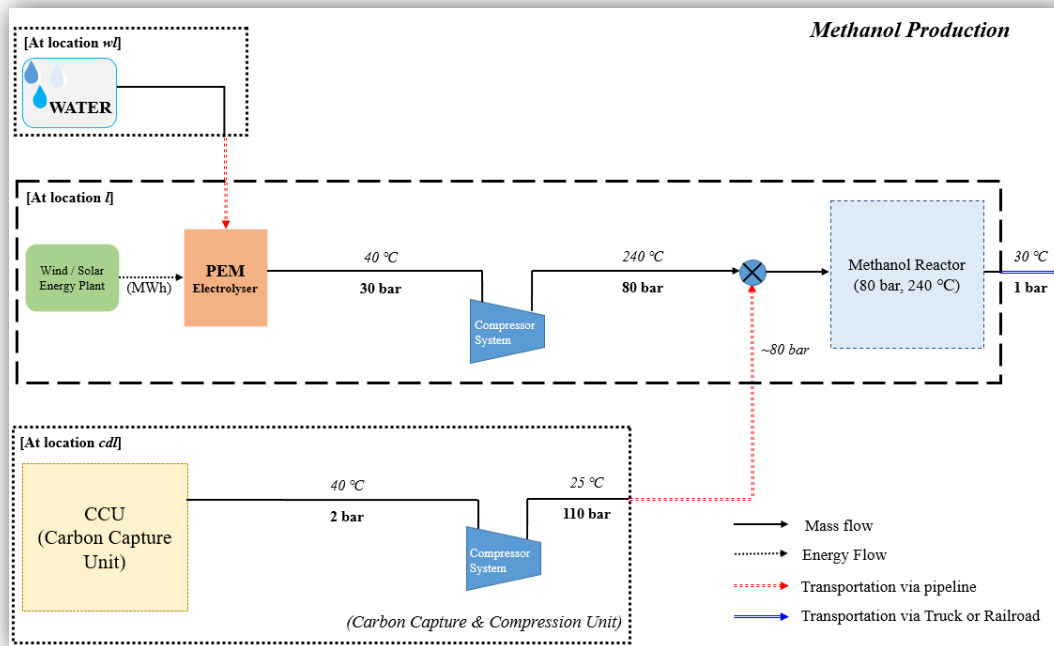 Methanol Production
[At location wl]
WATER
[At location l]
Wind / Solar
Energy Plant
(MWh)
PEM
Electrolyser
40 °C
30 bar
Compressor
System
240 °C
80 bar
Methanol Reactor
(80 bar, 240 °C)
30 °C
1 bar
~80 bar
[At location cdl]
CCU
(Carbon Capture
Unit)
40 °C
2 bar
Compressor
System
25 °C
110 bar
(Carbon Capture & Compression Unit)
Mass flow
Energy Flow
Transportation via pipeline
Transportation via Truck or Railroad